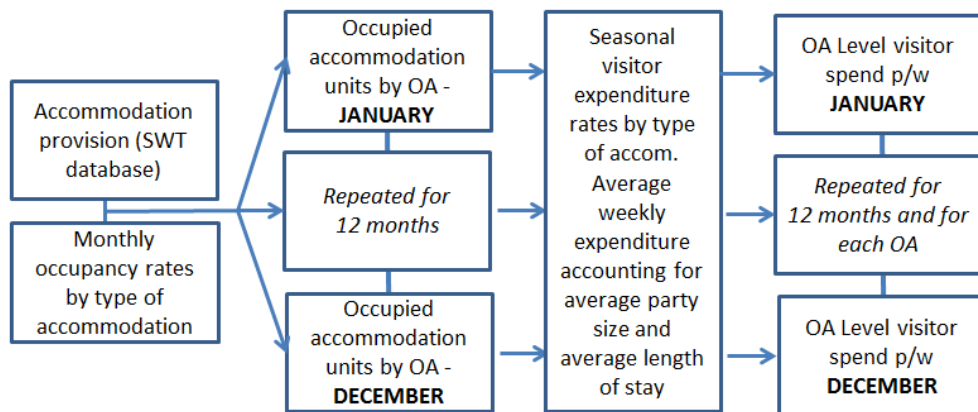 Accommodation
provision (SWT
database)
Monthly
occupancy rates
by type of
accommodation
Occupied
accommodation
units by OA -
JANUARY
Repeated for
12 months
Occupied
accommodation
units by OA -
DECEMBER
Seasonal
visitor
expenditure
rates by type
of accom.
Average
weekly
expenditure
accounting for
average party
size and
average length
of stay
OA Level visitor
spend p/w
JANUARY
Repeated for
12 months and for
each OA
OA Level visitor
spend p/w
DECEMBER